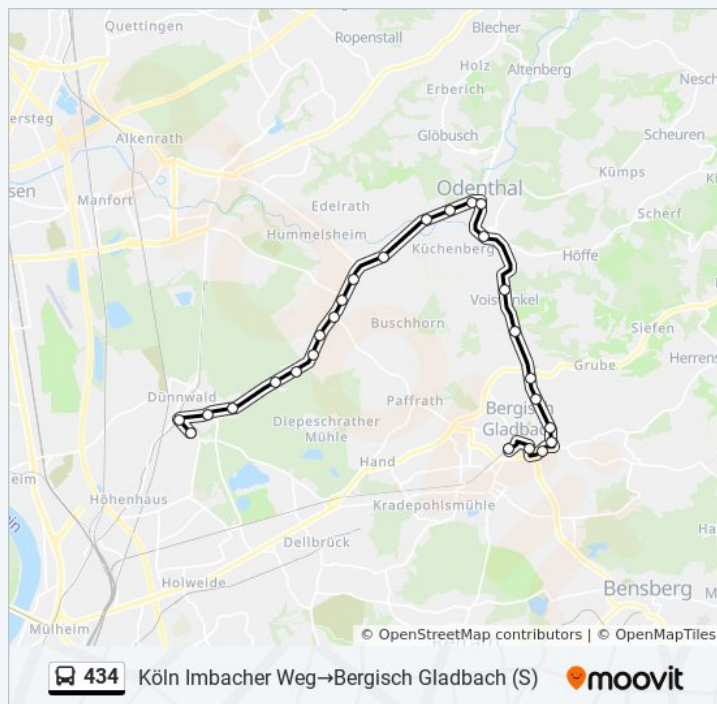 Quettingen
Blecher
Ropenstall
Holz
Altenberg
Nesch
Erberich
ersteg
Alkenrath
Glöbusch
Scheuren
sen
Manfort
Edelrath
Odenthal
Kümps
Scherf
Hummelsheim
Küchenberg
Höffe
Voiswinkel
Buschhorn
Siefen
Herrens
Grube
Dünnwald
Paffrath
Bergisch
Gladbach
Diepeschrather
Mühle
Hand
eim
Höhenhaus
Kradepohlsmühle
Dellbrück
Ha
Holweide
Bensberg
M
Mülheim
© OpenStreetMap contributors | © OpenMapTiles
434 Köln Imbacher Weg→Bergisch Gladbach (S) moovit